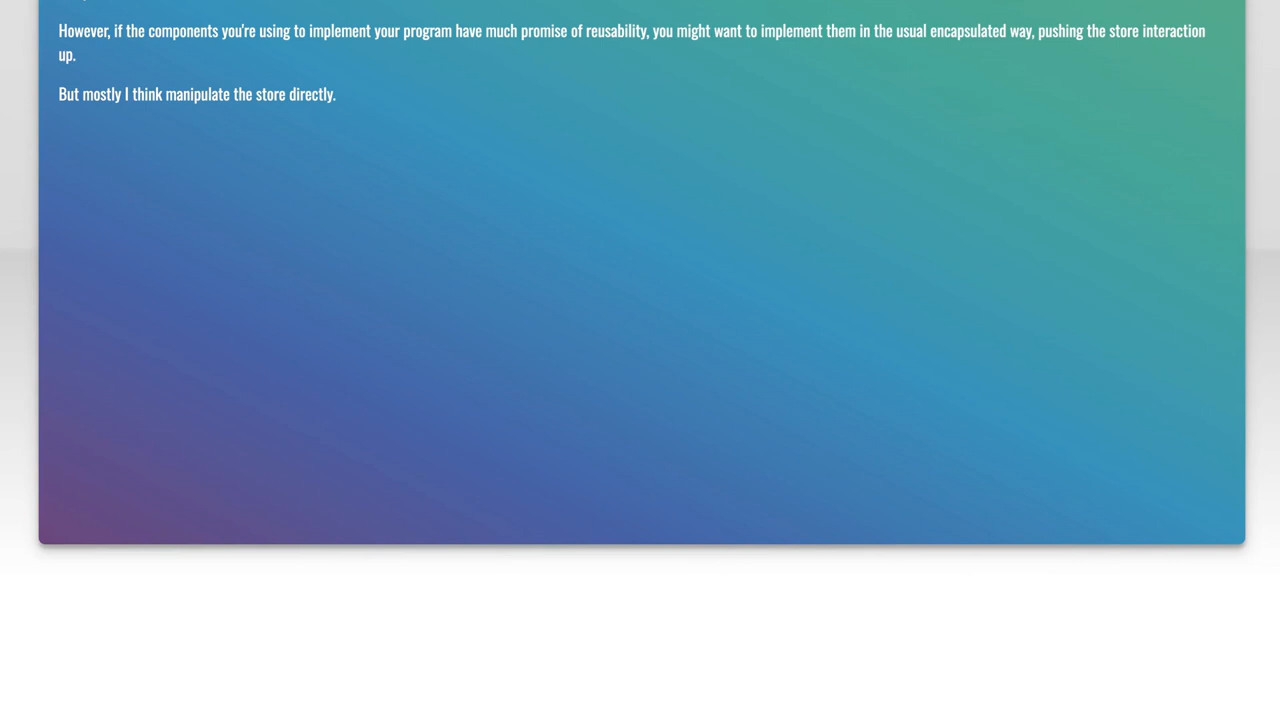 However, if the components you're using to implement your program have much promise of reusability, you might want to implement them in the usual encapsulated way, pushing the store interaction
up.
But mostly I think manipulate the store directly.